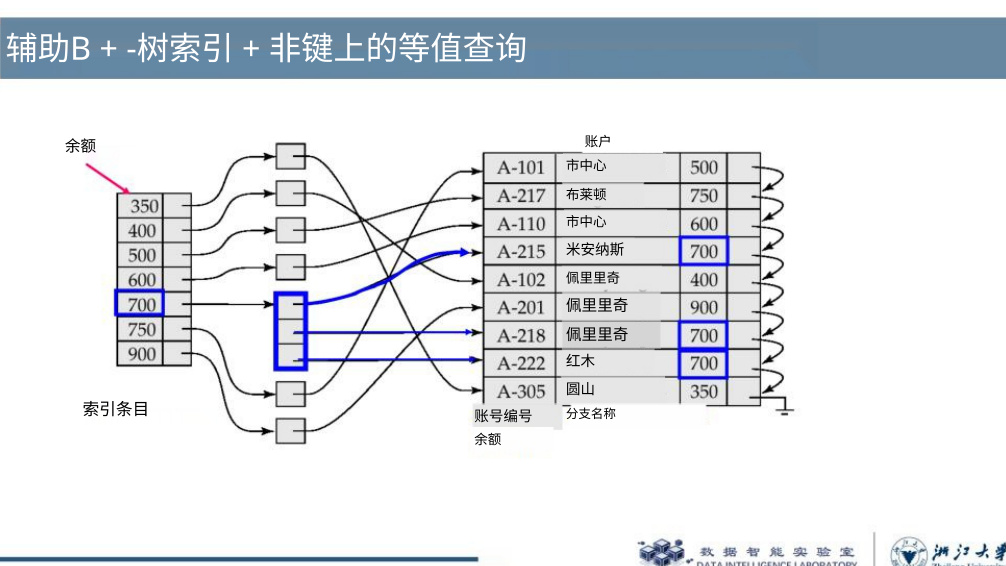 辅助B + -树索引 + 非键上的等值查询
余额
账户
350
400
500
600
700
750
900
索引条目
A-101 市中心 500
A-217 布莱顿 750
A-110 市中心 600
A-215 米安纳斯 700
A-102 佩里里奇 400
A-201 佩里里奇 900
A-218 佩里里奇 700
A-222 红木 700
A-305 圆山 350
账号编号 分支名称
余额
数据智能实验室
DATA INTELLIGENCE LABORATORY
浙江大学